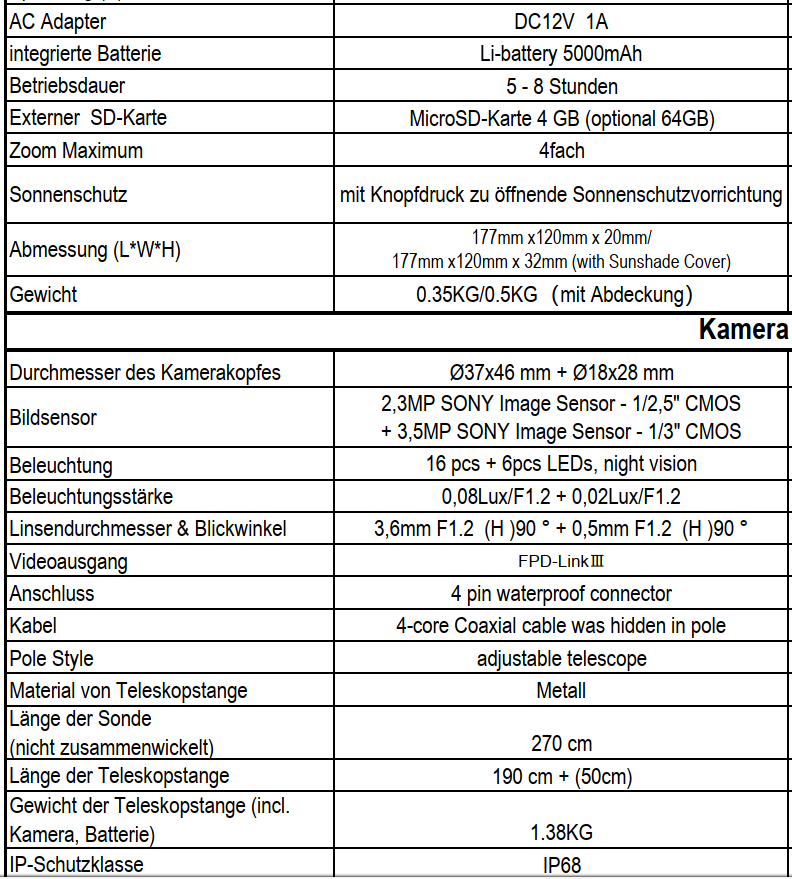 AC Adapter DC12V 1A
integrierte Batterie Li-battery 5000mAh
Betriebsdauer 5 - 8 Stunden
Externer SD-Karte MicroSD-Karte 4 GB (optional 64GB)
Zoom Maximum 4fach
Sonnenschutz mit Knopfdruck zu öffnende Sonnenschutzvorrichtung
Abmessung (L*W*H) 177mm x120mm x 20mm/
177mm x120mm x 32mm (with Sunshade Cover)
Gewicht 0.35KG/0.5KG (mit Abdeckung)
Kamera
Durchmesser des Kamerakopfes Ø37x46 mm + Ø18x28 mm
Bildsensor 2,3MP SONY Image Sensor - 1/2,5" CMOS
+ 3,5MP SONY Image Sensor - 1/3" CMOS
Beleuchtung 16 pcs + 6pcs LEDs, night vision
Beleuchtungsstärke 0,08Lux/F1.2 + 0,02Lux/F1.2
Linsendurchmesser & Blickwinkel 3,6mm F1.2 (H )90 ° + 0,5mm F1.2 (H )90 °
Videoausgang FPD-LinkⅢ
Anschluss 4 pin waterproof connector
Kabel 4-core Coaxial cable was hidden in pole
Pole Style adjustable telescope
Material von Teleskopstange Metall
Länge der Sonde
(nicht zusammenwickelt) 270 cm
Länge der Teleskopstange 190 cm + (50cm)
Gewicht der Teleskopstange (incl.
Kamera, Batterie) 1.38KG
IP-Schutzklasse IP68